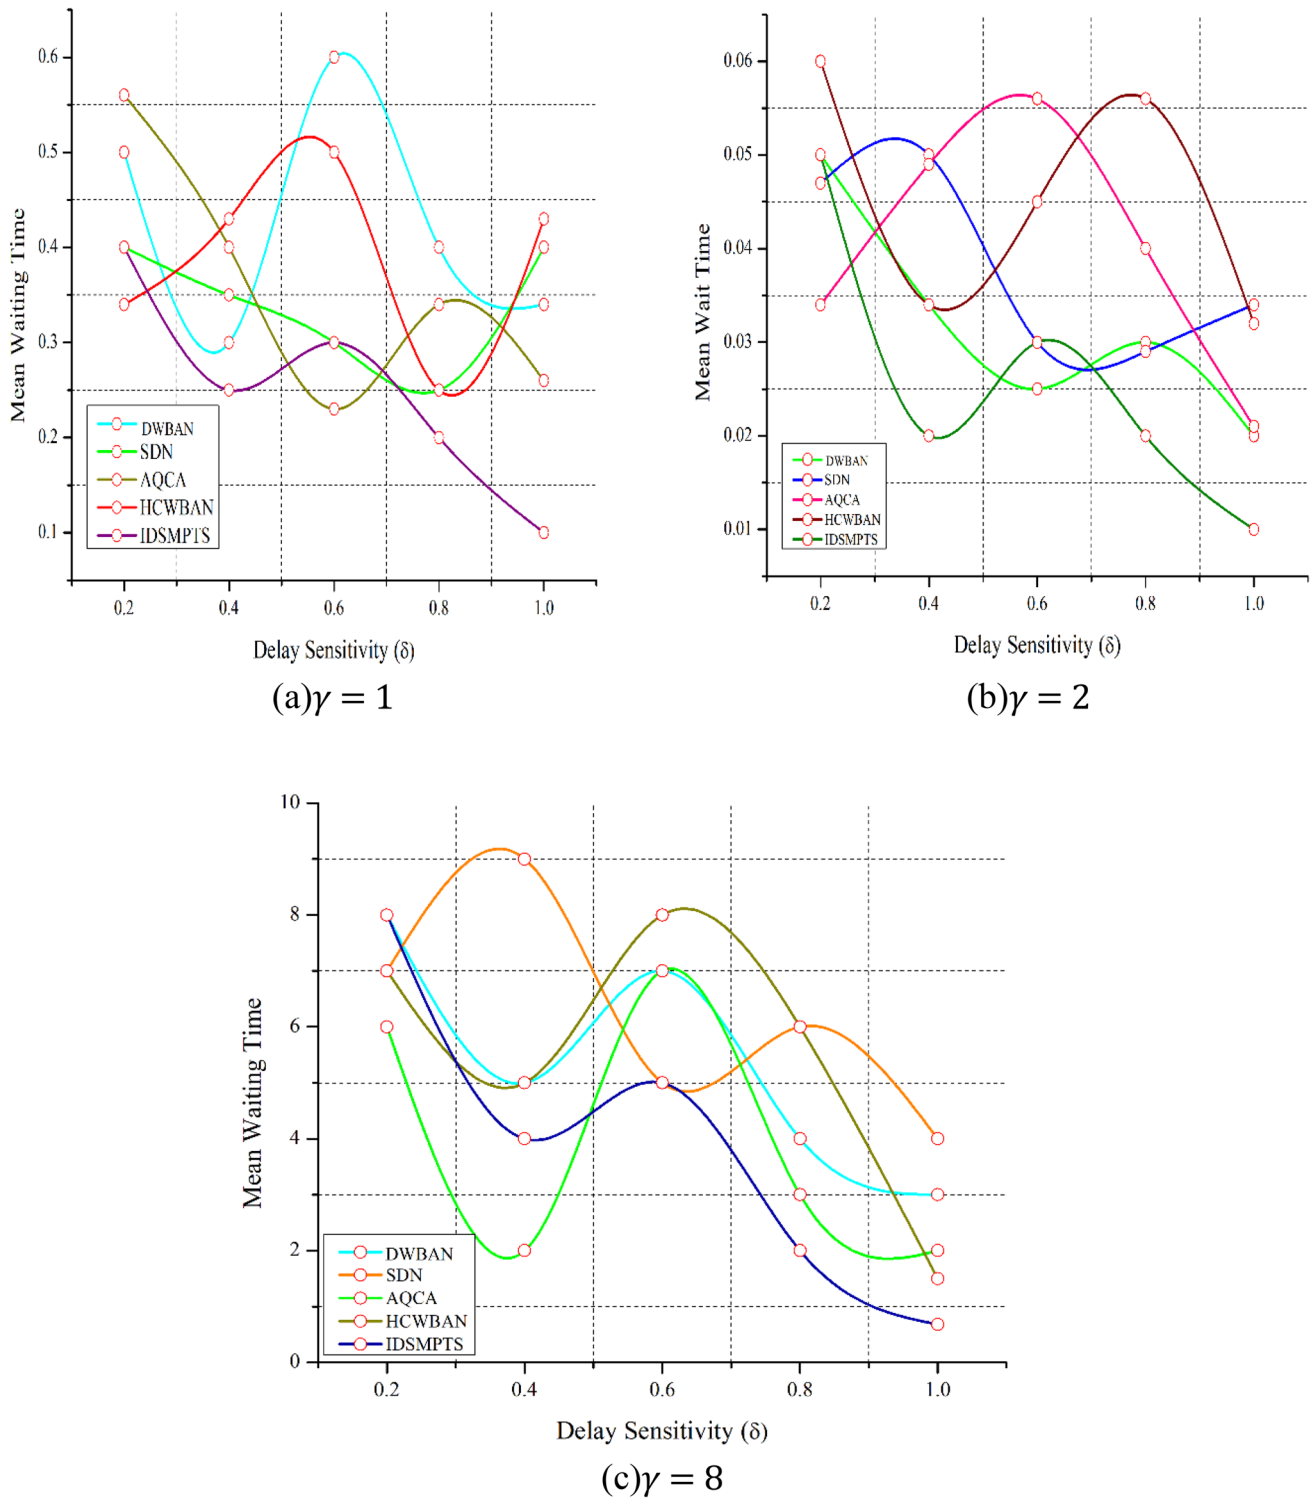 0.6
0.5
0.4
0.3
0.2
0.1
Mean Waiting Time
DWBAN
SDN
AQCA
HCWBAN
IDSMPTS
0.2 0.4 0.6 0.8 1.0
Delay Sensitivity (δ)
(a)γ = 1
0.06
0.05
0.04
0.03
0.02
0.01
Mean Wait Time
DWBAN
SDN
AQCA
HCWBAN
IDSMPTS
0.2 0.4 0.6 0.8 1.0
Delay Sensitivity (δ)
(b)γ = 2
10
8
6
4
2
0
Mean Waiting Time
DWBAN
SDN
AQCA
HCWBAN
IDSMPTS
0.2 0.4 0.6 0.8 1.0
Delay Sensitivity (δ)
(c)γ = 8